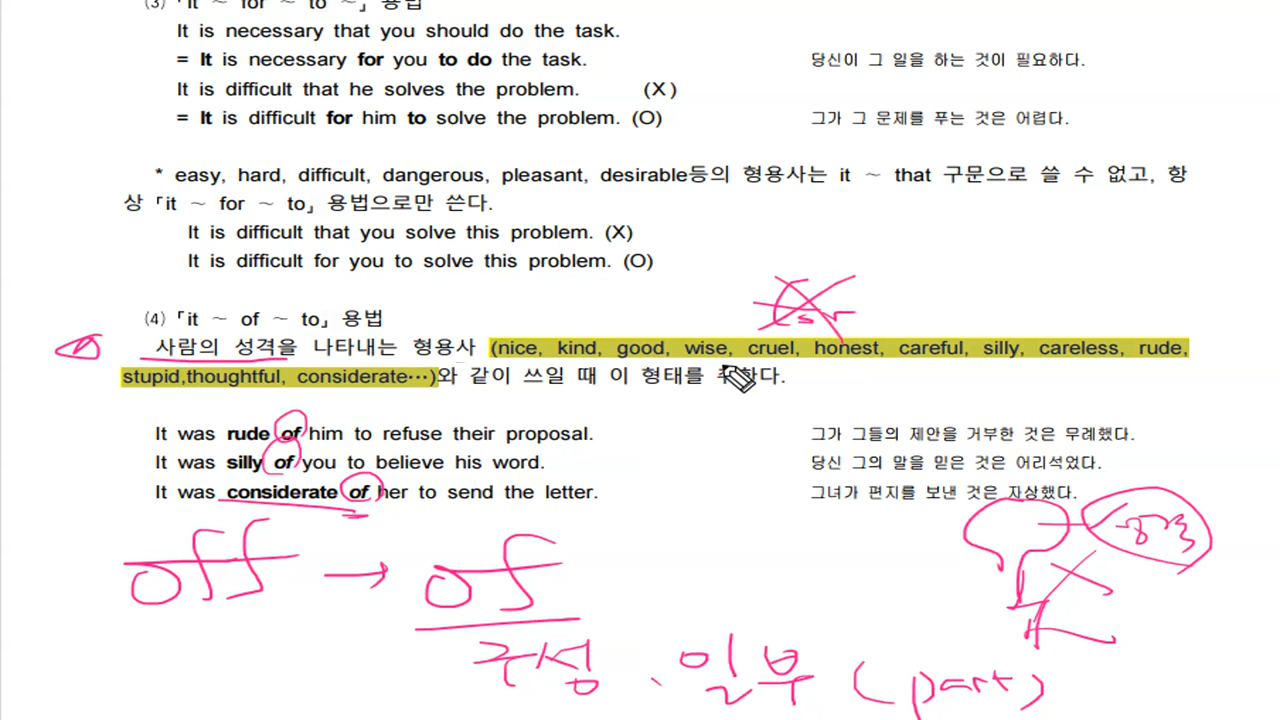 (3) 「it ~ for ~ to ~」 용법
It is necessary that you should do the task.
= It is necessary for you to do the task. 당신이 그 일을 하는 것이 필요하다.
It is difficult that he solves the problem. (X)
= It is difficult for him to solve the problem. (O) 그가 그 문제를 푸는 것은 어렵다.
* easy, hard, difficult, dangerous, pleasant, desirable등의 형용사는 it ~ that 구문으로 쓸 수 없고, 항
상 「it ~ for ~ to」 용법으로만 쓴다.
It is difficult that you solve this problem. (X)
It is difficult for you to solve this problem. (O)
(4) 「it ~ of ~ to」 용법
사람의 성격을 나타내는 형용사 (nice, kind, good, wise, cruel, honest, careful, silly, careless, rude,
stupid,thoughtful, considerate···)와 같이 쓰일 때 이 형태를 취한다.
It was rude of him to refuse their proposal. 그가 그들의 제안을 거부한 것은 무례했다.
It was silly of you to believe his word. 당신 그의 말을 믿은 것은 어리석었다.
It was considerate of her to send the letter. 그녀가 편지를 보낸 것은 자상했다.
off → of
구성, 일부 (part)